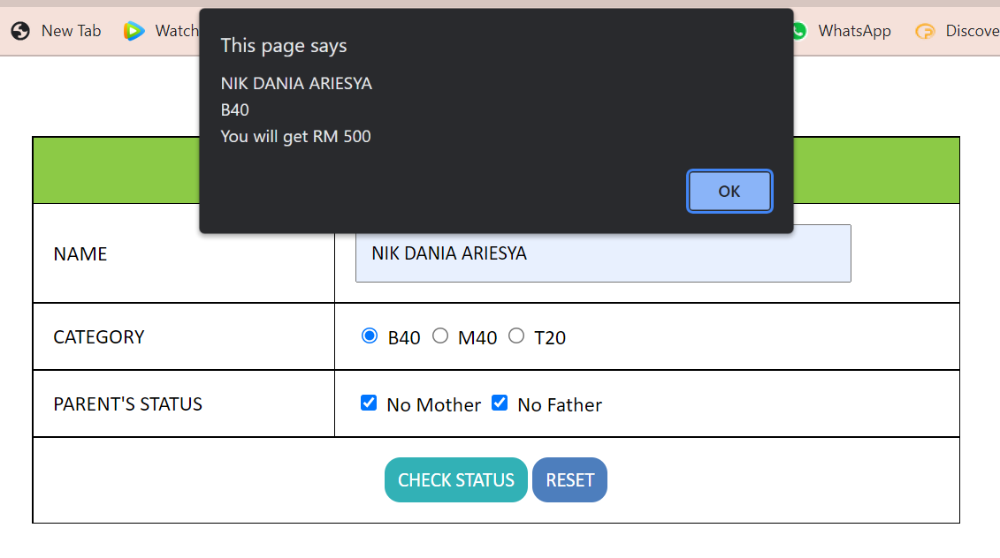 New Tab
Watch
WhatsApp
Discove
This page says
NIK DANIA ARIESYA
B40
You will get RM 500
OK
NAME
NIK DANIA ARIESYA
CATEGORY
B40 M40 T20
PARENT'S STATUS
No Mother No Father
CHECK STATUS RESET